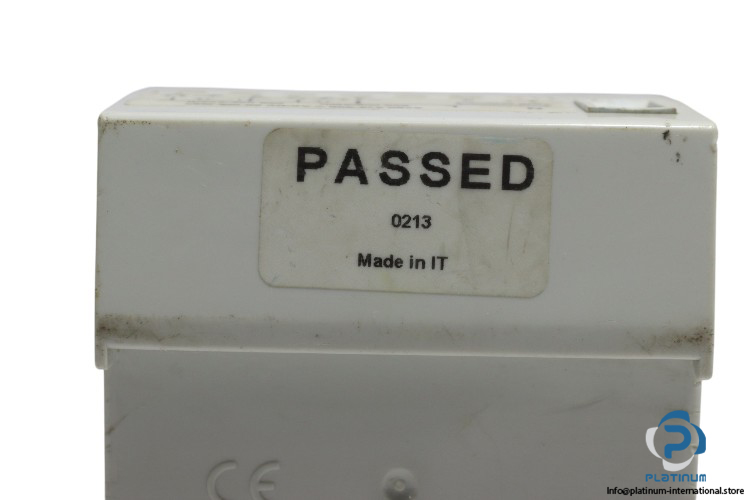 PASSED
0213
Made in IT
CE
PLATINUM
Info@platinum-international.store